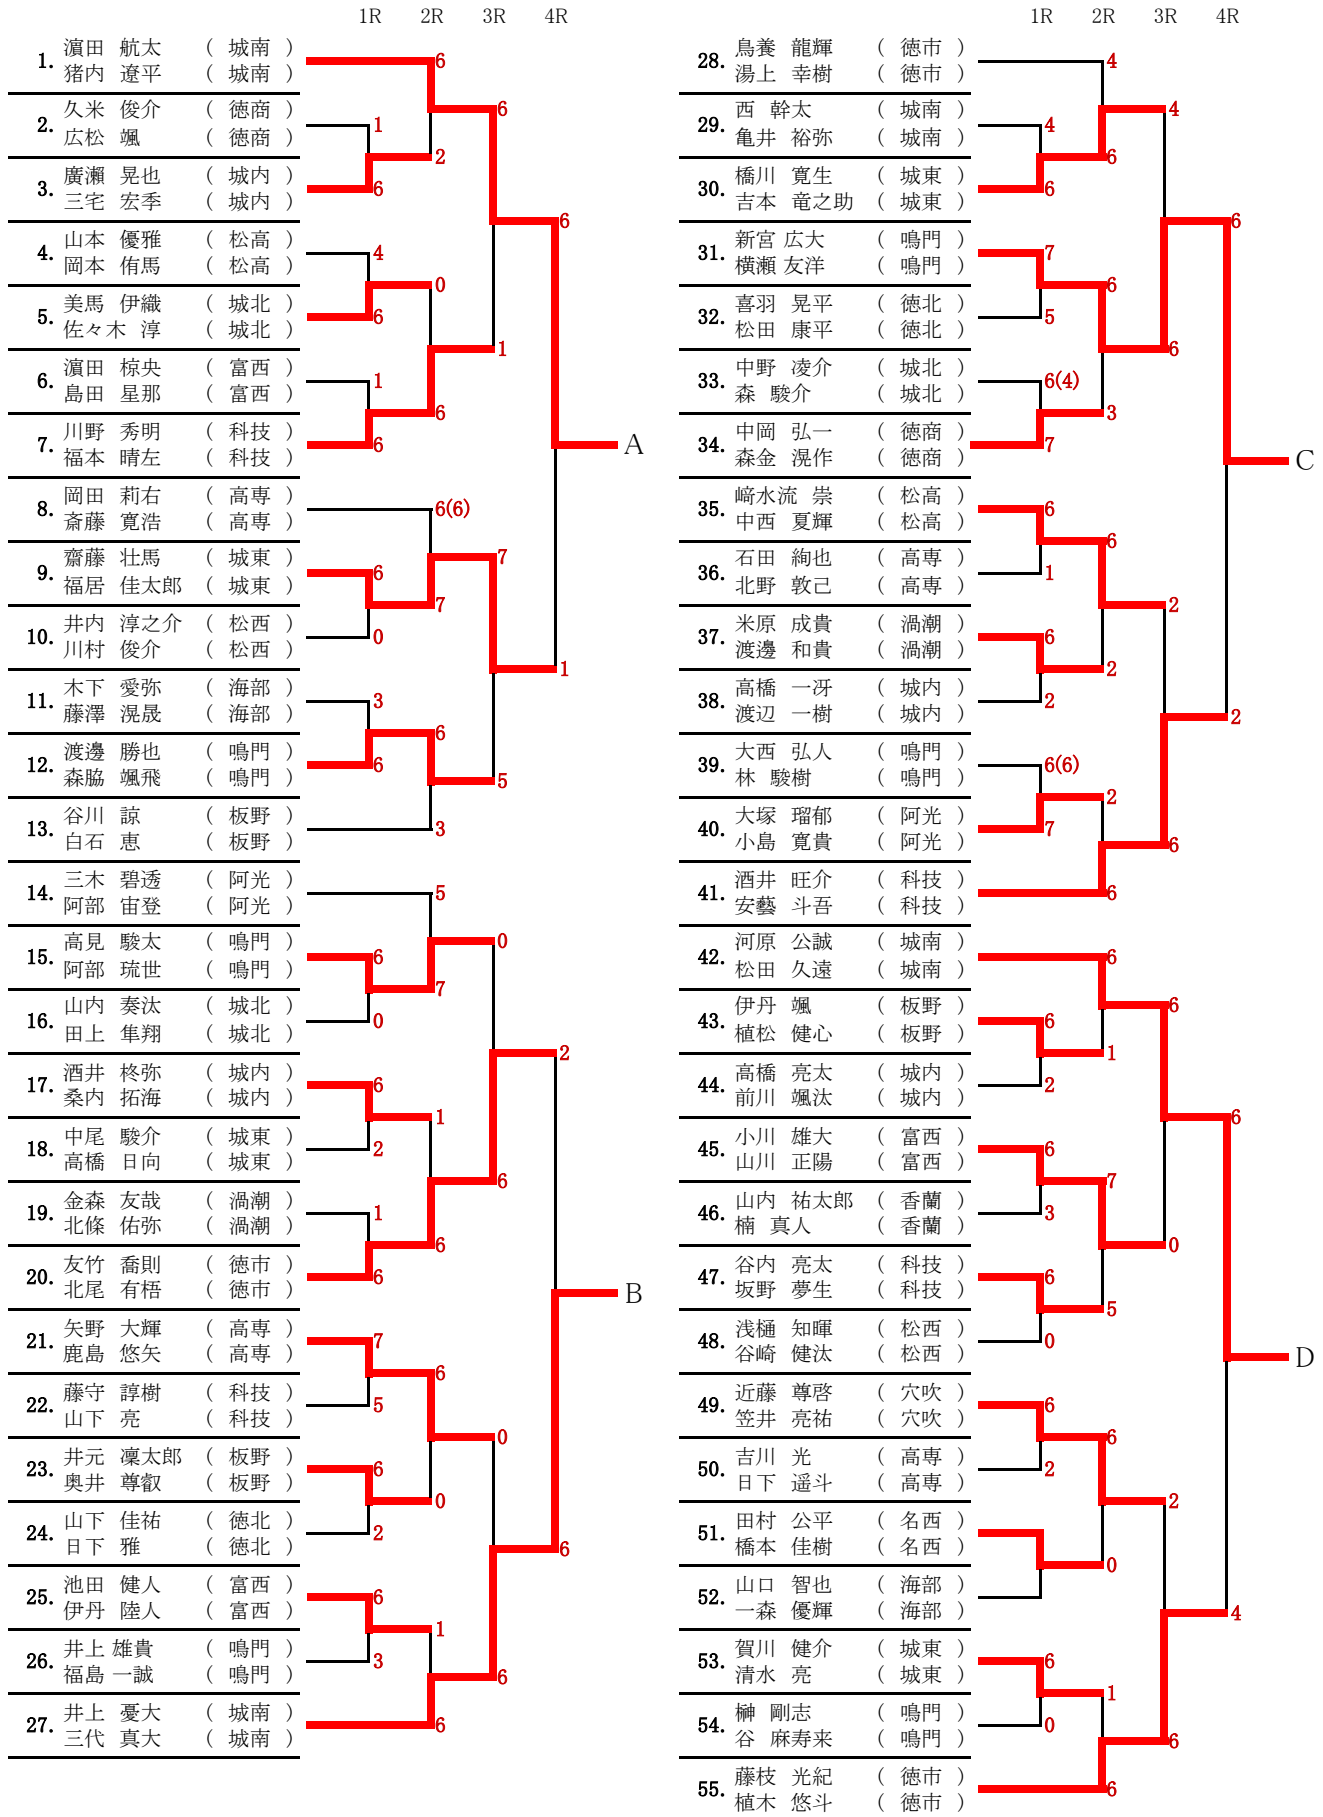 1R 2R 3R 4R
1. 濵田 航太 ( 城南 )
猪内 遼平 ( 城南 )
6
2. 久米 俊介 ( 徳商 )
広松 颯 ( 徳商 )
1
6
2
3. 廣瀬 晃也 ( 城内 )
三宅 宏季 ( 城内 )
6
6
4. 山本 優雅 ( 松高 )
岡本 侑馬 ( 松高 )
4
0
5. 美馬 伊織 ( 城北 )
佐々木 淳 ( 城北 )
6
1
6. 濵田 椋央 ( 富西 )
島田 星那 ( 富西 )
1
6
7. 川野 秀明 ( 科技 )
福本 晴左 ( 科技 )
6
A
8. 岡田 莉右 ( 高専 )
斎藤 寛浩 ( 高専 )
6(6)
7
9. 齋藤 壮馬 ( 城東 )
福居 佳太郎 ( 城東 )
6
7
10. 井内 淳之介 ( 松西 )
川村 俊介 ( 松西 )
0
1
11. 木下 愛弥 ( 海部 )
藤澤 滉晟 ( 海部 )
3
6
12. 渡邊 勝也 ( 鳴門 )
森脇 颯飛 ( 鳴門 )
6
5
13. 谷川 諒 ( 板野 )
白石 恵 ( 板野 )
3
14. 三木 碧透 ( 阿光 )
阿部 宙登 ( 阿光 )
5
0
15. 高見 駿太 ( 鳴門 )
阿部 琉世 ( 鳴門 )
6
7
16. 山内 奏汰 ( 城北 )
田上 隼翔 ( 城北 )
0
2
17. 酒井 柊弥 ( 城内 )
桑内 拓海 ( 城内 )
6
1
18. 中尾 駿介 ( 城東 )
高橋 日向 ( 城東 )
2
6
19. 金森 友哉 ( 渦潮 )
北條 佑弥 ( 渦潮 )
1
6
20. 友竹 喬則 ( 徳市 )
北尾 有梧 ( 徳市 )
6
B
21. 矢野 大輝 ( 高専 )
鹿島 悠矢 ( 高専 )
7
6
22. 藤守 諄樹 ( 科技 )
山下 亮 ( 科技 )
5
0
23. 井元 凜太郎 ( 板野 )
奥井 尊叡 ( 板野 )
6
0
24. 山下 佳祐 ( 徳北 )
日下 雅 ( 徳北 )
2
6
25. 池田 健人 ( 富西 )
伊丹 陸人 ( 富西 )
6
1
26. 井上 雄貴 ( 鳴門 )
福島 一誠 ( 鳴門 )
3
6
27. 井上 憂大 ( 城南 )
三代 真大 ( 城南 )
6
1R 2R 3R 4R
28. 鳥養 龍輝 ( 徳市 )
湯上 幸樹 ( 徳市 )
4
4
29. 西 幹太 ( 城南 )
亀井 裕弥 ( 城南 )
4
6
30. 橋川 寛生 ( 城東 )
吉本 竜之助 ( 城東 )
6
6
31. 新宮 広大 ( 鳴門 )
横瀬 友洋 ( 鳴門 )
7
6
32. 喜羽 晃平 ( 徳北 )
松田 康平 ( 徳北 )
5
6
33. 中野 凌介 ( 城北 )
森 駿介 ( 城北 )
6(4)
3
34. 中岡 弘一 ( 徳商 )
森金 滉作 ( 徳商 )
7
C
35. 﨑水流 崇 ( 松高 )
中西 夏輝 ( 松高 )
6
6
36. 石田 絢也 ( 高専 )
北野 敦己 ( 高専 )
1
2
37. 米原 成貴 ( 渦潮 )
渡邊 和貴 ( 渦潮 )
6
2
38. 高橋 一冴 ( 城内 )
渡辺 一樹 ( 城内 )
2
2
39. 大西 弘人 ( 鳴門 )
林 駿樹 ( 鳴門 )
6(6)
2
40. 大塚 瑠郁 ( 阿光 )
小島 寛貴 ( 阿光 )
7
6
41. 酒井 旺介 ( 科技 )
安藝 斗吾 ( 科技 )
6
42. 河原 公誠 ( 城南 )
松田 久遠 ( 城南 )
6
6
43. 伊丹 颯 ( 板野 )
植松 健心 ( 板野 )
6
1
44. 高橋 亮太 ( 城内 )
前川 颯汰 ( 城内 )
2
6
45. 小川 雄大 ( 富西 )
山川 正陽 ( 富西 )
6
7
46. 山内 祐太郎 ( 香蘭 )
楠 真人 ( 香蘭 )
3
0
47. 谷内 亮太 ( 科技 )
坂野 夢生 ( 科技 )
6
5
48. 浅樋 知暉 ( 松西 )
谷崎 健汰 ( 松西 )
0
D
49. 近藤 尊啓 ( 穴吹 )
笠井 亮祐 ( 穴吹 )
6
6
50. 吉川 光 ( 高専 )
日下 遥斗 ( 高専 )
2
2
51. 田村 公平 ( 名西 )
橋本 佳樹 ( 名西 )
0
52. 山口 智也 ( 海部 )
一森 優輝 ( 海部 )
4
53. 賀川 健介 ( 城東 )
清水 亮 ( 城東 )
6
1
54. 榊 剛志 ( 鳴門 )
谷 麻寿来 ( 鳴門 )
0
6
55. 藤枝 光紀 ( 徳市 )
植木 悠斗 ( 徳市 )
6